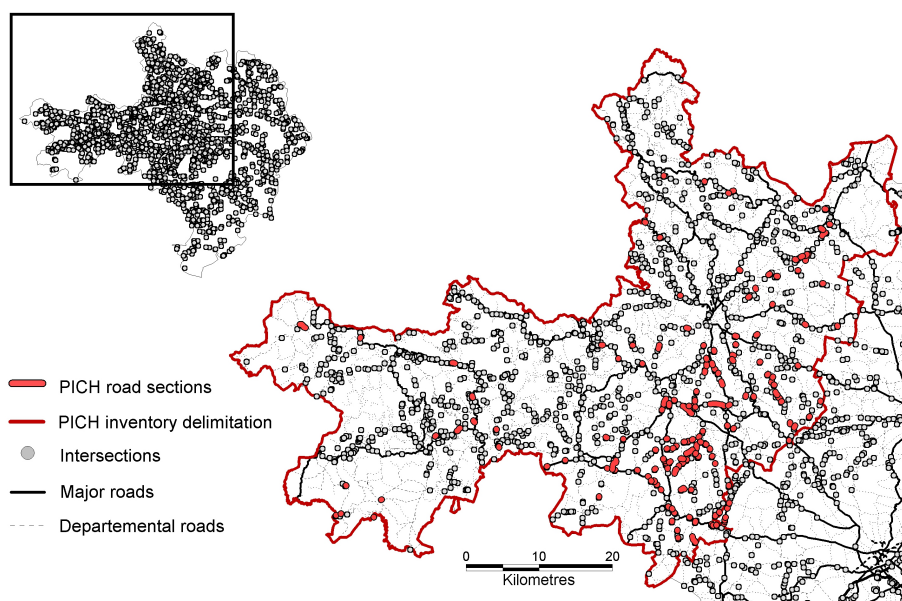 PICH road sections
PICH inventory delimitation
Intersections
Major roads
Departemental roads
0 10 20
Kilometres